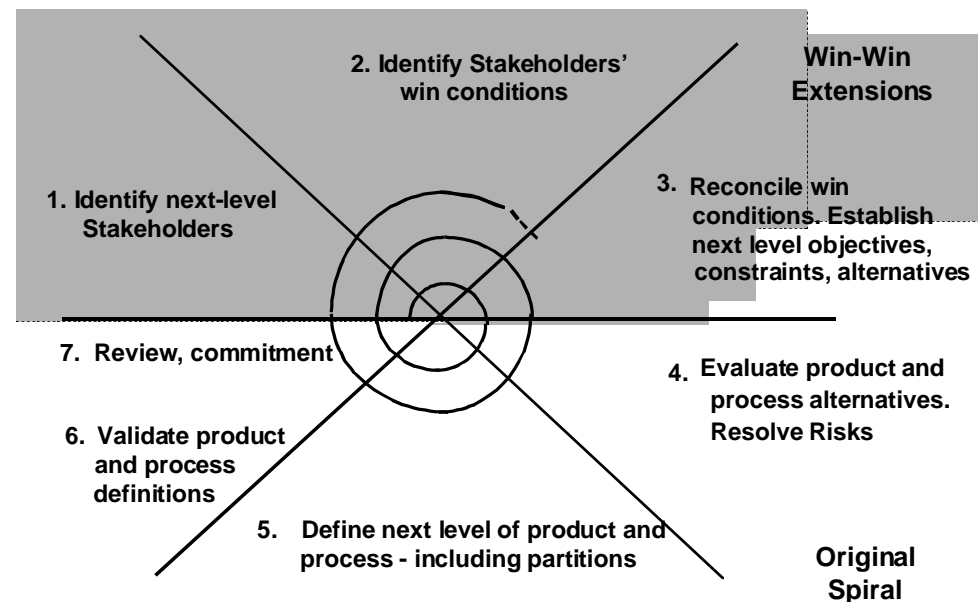 2. Identify Stakeholders’
win conditions
Win-Win
Extensions
1. Identify next-level
Stakeholders
3. Reconcile win
conditions. Establish
next level objectives,
constraints, alternatives
7. Review, commitment
4. Evaluate product and
process alternatives.
Resolve Risks
6. Validate product
and process
definitions
5. Define next level of product and
process - including partitions
Original
Spiral